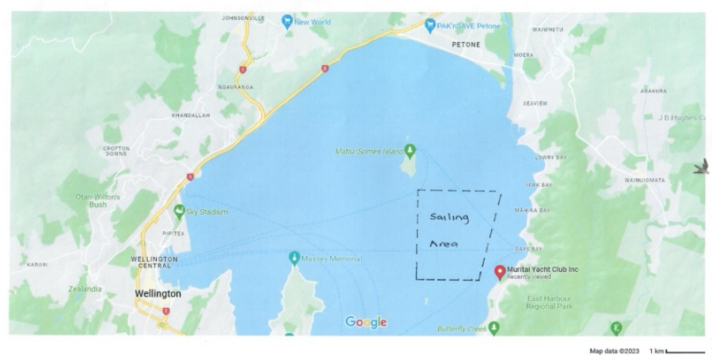 JOHNSONVILLE
New World
PAK'nSAVE Petone
PETONE
WAIWHETU
MOERA
NGAURANGA
SEAVIEW
ARAKURA
KHANDALLAH
CROFTON
DOWNS
Matiu/Somes Island
LOWRY BAY
WAINUIOMATA
YORK BAY
Otari-Wilton's
Bush
Sky Stadium
PIPITEA
Sailing
Area
MAHINA BAY
DAYS BAY
KARORI
WELLINGTON
CENTRAL
Massey Memorial
Muritai Yacht Club Inc
Recently viewed
Zealandia
Wellington
East Harbour
Regional Park
Google
Butterfly Creek
Map data ©2023
1 km